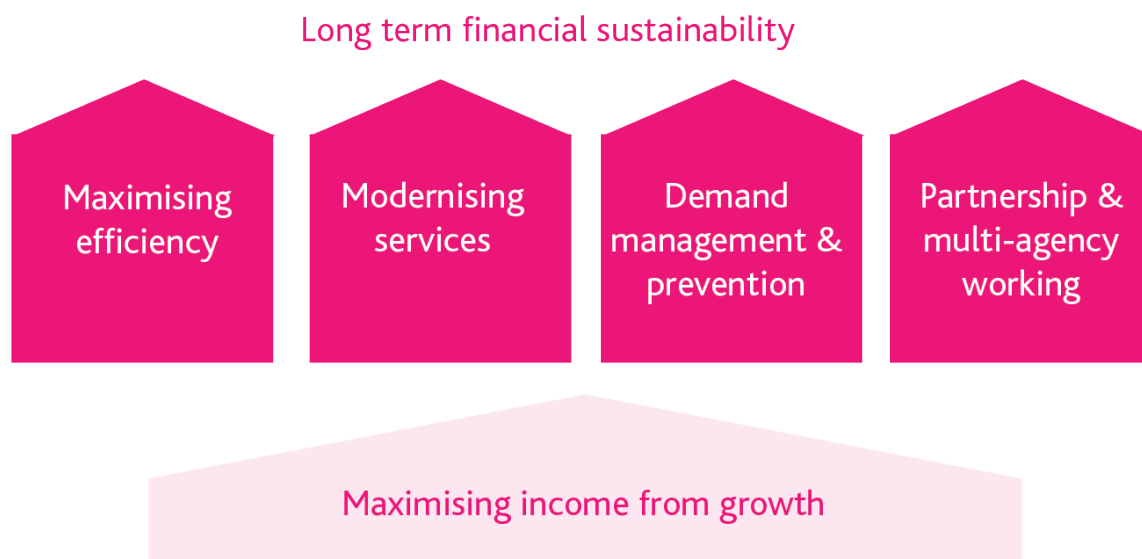 Long term financial sustainability
Maximising
efficiency
Modernising
services
Demand
management &
prevention
Partnership &
multi-agency
working
Maximising income from growth